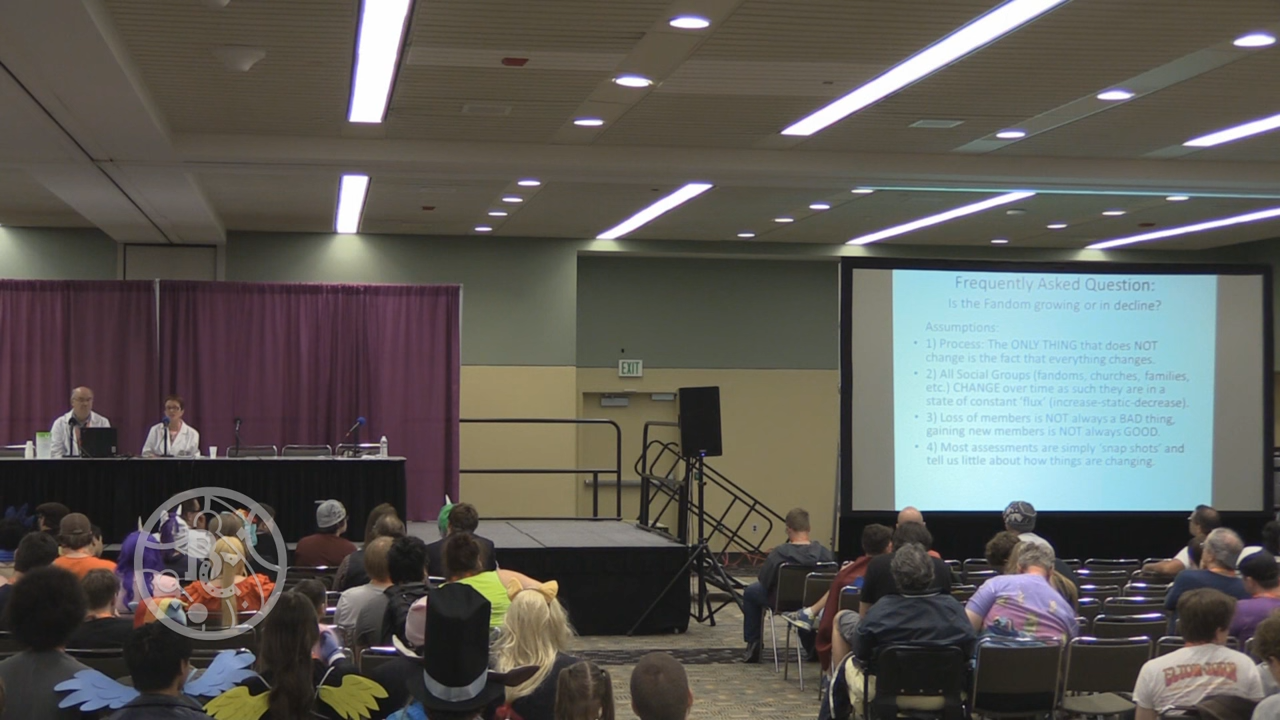 Frequently Asked Question:
Is the Fandom growing or in decline?
Assumptions:
• 1) Process: The ONLY THING that does NOT
change is the fact that everything changes.
• 2) All Social Groups (fandoms, churches, families,
etc.) CHANGE over time as such they are in a
state of constant 'flux' (increase-static-decrease).
• 3) Loss of members is NOT always a BAD thing,
gaining new members is NOT always GOOD.
• 4) Most assessments are simply 'snap shots' and
tell us little about how things are changing.
EXIT